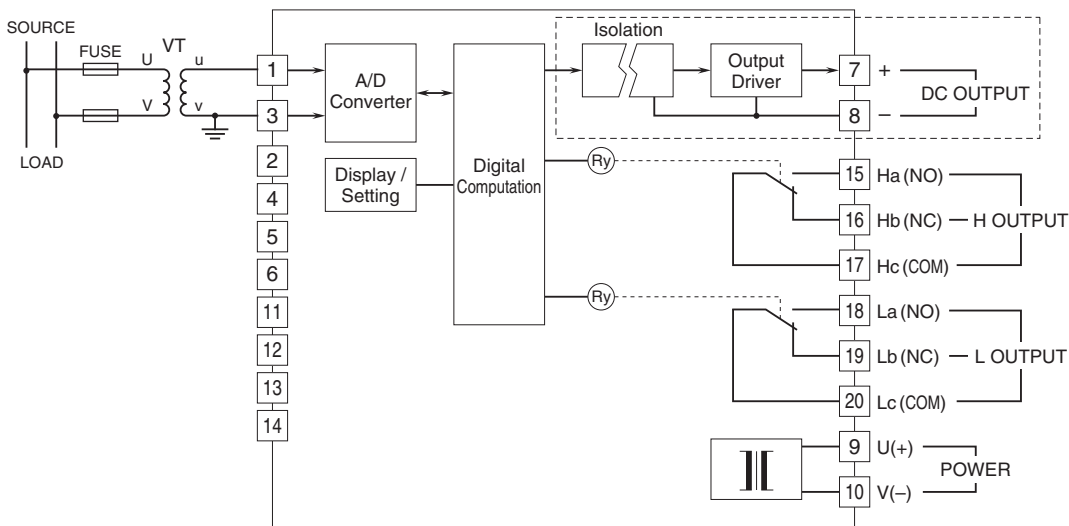 SOURCE
FUSE
VT
U
u
V
v
LOAD
1
3
2
4
5
6
11
12
13
14
A/D
Converter
Display /
Setting
Digital
Computation
Isolation
Output
Driver
7 +
8 –
DC OUTPUT
Ry
15 Ha (NO)
16 Hb (NC)
H OUTPUT
17 Hc (COM)
Ry
18 La (NO)
19 Lb (NC)
L OUTPUT
20 Lc (COM)
9 U(+)
POWER
10 V(–)